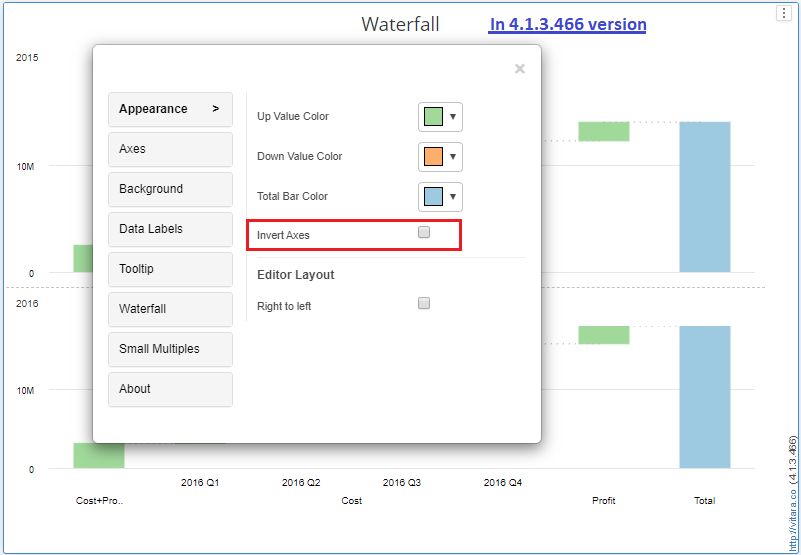 Waterfall In 4.1.3.466 version
2015
10M
0
2016
10M
0
×
Appearance >
Axes
Background
Data Labels
Tooltip
Waterfall
Small Multiples
About
Up Value Color
Down Value Color
Total Bar Color
Invert Axes
Editor Layout
Right to left
2016 Q1 2016 Q2 2016 Q3 2016 Q4
Cost+Pro.. Cost Profit Total
http://vitara.co (4.1.3.466)